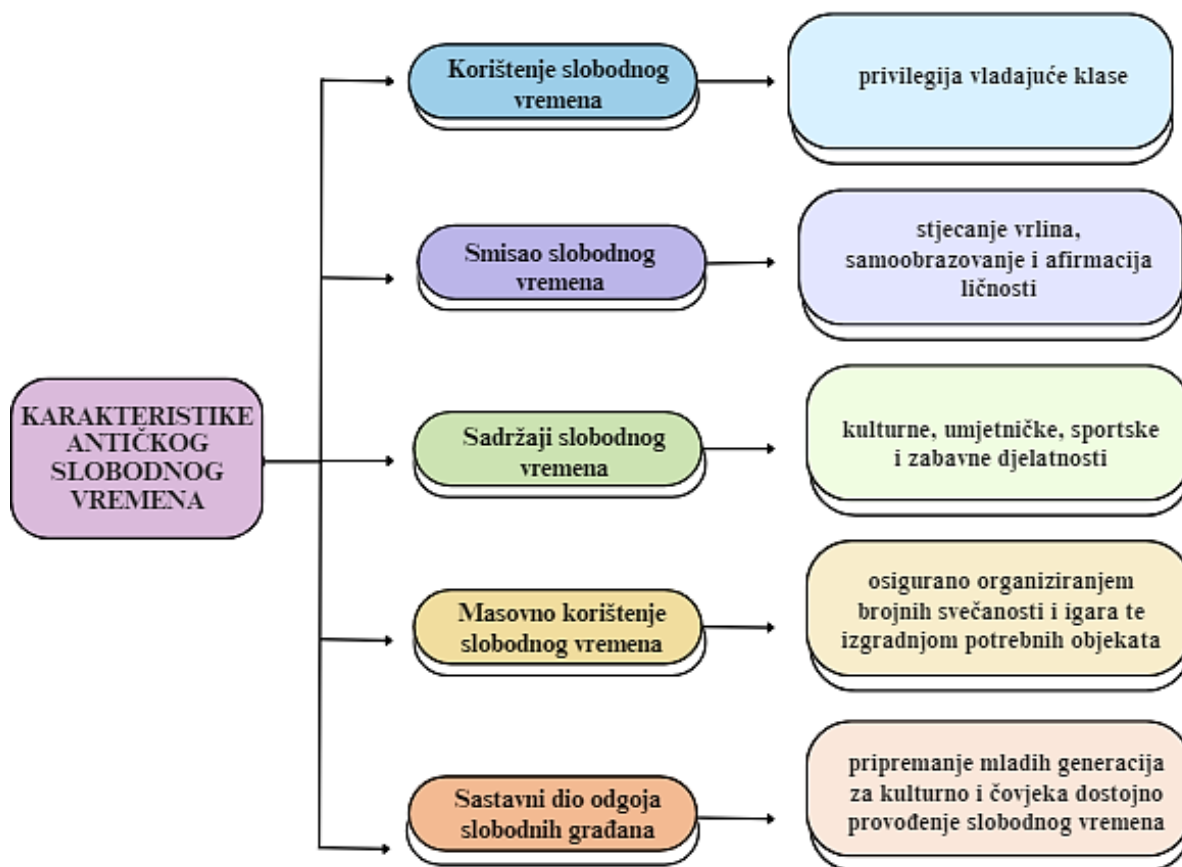 KARAKTERISTIKE
ANTIČKOG
SLOBODNOG
VREMENA
Korištenje slobodnog
vremena
privilegija vladajuće klase
Smisao slobodnog
vremena
stjecanje vrlina,
samoobrazovanje i afirmacija
ličnosti
Sadržaji slobodnog
vremena
kulturne, umjetničke, sportske
i zabavne djelatnosti
Masovno korištenje
slobodnog vremena
osigurano organiziranjem
brojnih svečanosti i igara te
izgradnjom potrebnih objekata
Sastavni dio odgoja
slobodnih građana
pripremanje mladih generacija
za kulturno i čovjeka dostojno
provođenje slobodnog vremena